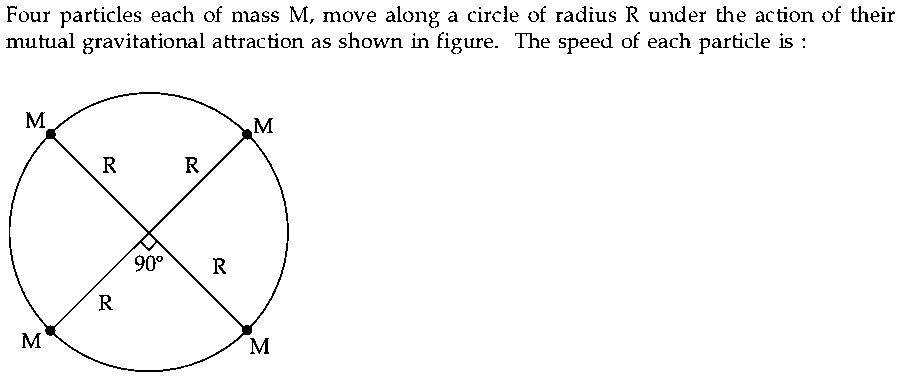 Four particles each of mass M, move along a circle of radius R under the action of their
mutual gravitational attraction as shown in figure. The speed of each particle is :
M
M
R
R
90°
R
R
M
M